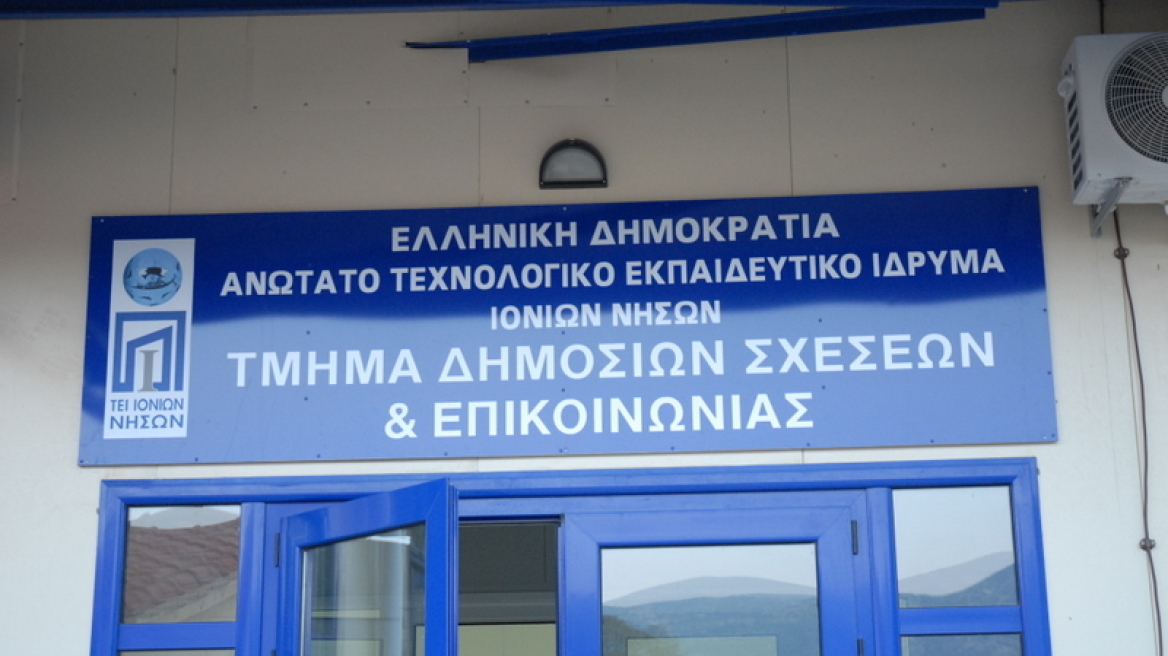 ΕΛΛΗΝΙΚΗ ΔΗΜΟΚΡΑΤΙΑ
ΑΝΩΤΑΤΟ ΤΕΧΝΟΛΟΓΙΚΟ ΕΚΠΑΙΔΕΥΤΙΚΟ ΙΔΡΥΜΑ
ΙΟΝΙΩΝ ΝΗΣΩΝ
ΤΜΗΜΑ ΔΗΜΟΣΙΩΝ ΣΧΕΣΕΩΝ
& ΕΠΙΚΟΙΝΩΝΙΑΣ
ΤΕΙ ΙΟΝΙΩΝ
ΝΗΣΩΝ